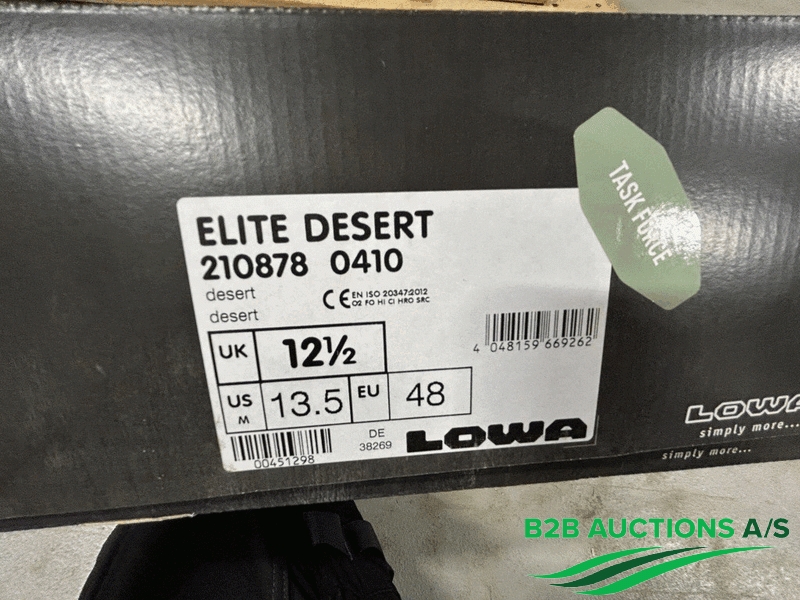 TASK FORCE
ELITE DESERT
210878 0410
desert
desert
CE EN ISO 20347:2012
O2 FO HI CI HRO SRC
UK 12½
US M 13.5 EU 48
4 048159 669262
00451298
DE
38269
LOWA
LOWA
simply more...
simply more...
B2B AUCTIONS A/S